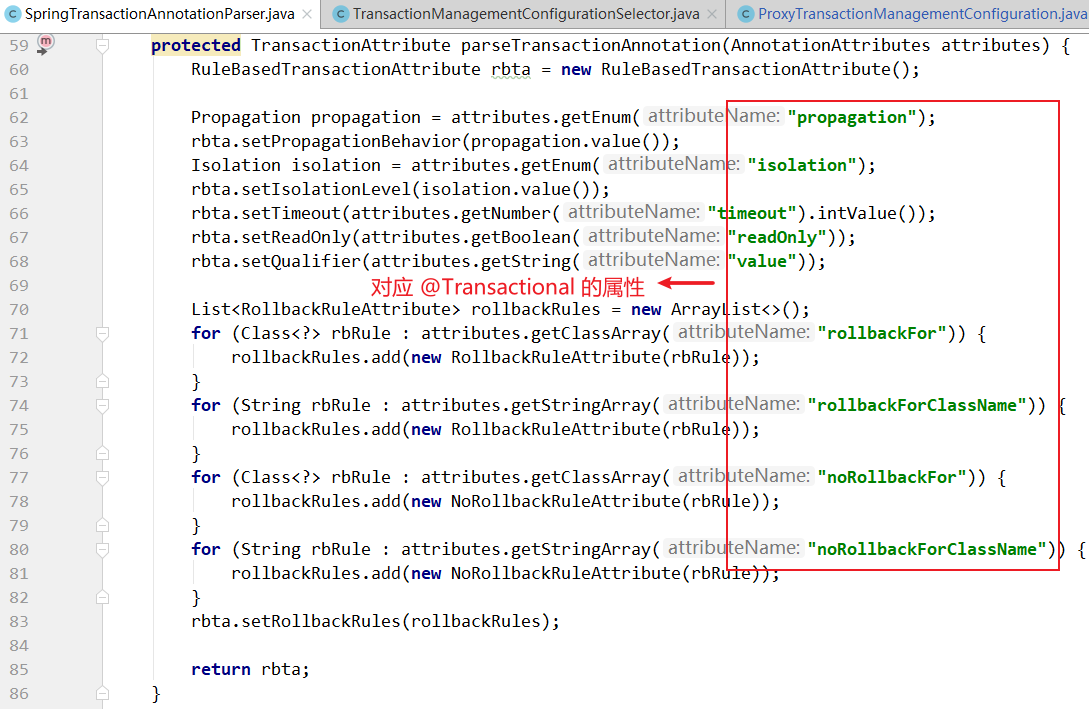 SpringTransactionAnnotationParser.java × TransactionManagementConfigurationSelector.java × ProxyTransactionManagementConfiguration.java
59 protected TransactionAttribute parseTransactionAnnotation(AnnotationAttributes attributes) {
60 RuleBasedTransactionAttribute rbta = new RuleBasedTransactionAttribute();
61
62 Propagation propagation = attributes.getEnum( attributeName: "propagation");
63 rbta.setPropagationBehavior(propagation.value());
64 Isolation isolation = attributes.getEnum( attributeName: "isolation");
65 rbta.setIsolationLevel(isolation.value());
66 rbta.setTimeout(attributes.getNumber( attributeName: "timeout").intValue());
67 rbta.setReadOnly(attributes.getBoolean( attributeName: "readOnly"));
68 rbta.setQualifier(attributes.getString( attributeName: "value"));
69 对应 @Transactional 的属性
70 List<RollbackRuleAttribute> rollbackRules = new ArrayList<>();
71 for (Class<?> rbRule : attributes.getClassArray( attributeName: "rollbackFor")) {
72 rollbackRules.add(new RollbackRuleAttribute(rbRule));
73 }
74 for (String rbRule : attributes.getStringArray( attributeName: "rollbackForClassName")) {
75 rollbackRules.add(new RollbackRuleAttribute(rbRule));
76 }
77 for (Class<?> rbRule : attributes.getClassArray( attributeName: "noRollbackFor")) {
78 rollbackRules.add(new NoRollbackRuleAttribute(rbRule));
79 }
80 for (String rbRule : attributes.getStringArray( attributeName: "noRollbackForClassName")) {
81 rollbackRules.add(new NoRollbackRuleAttribute(rbRule));
82 }
83 rbta.setRollbackRules(rollbackRules);
84
85 return rbta;
86 }